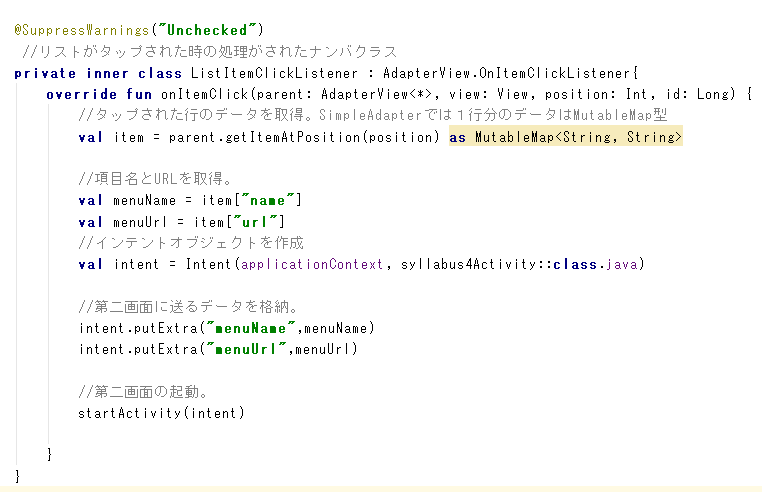 @SuppressWarnings("Unchecked")
//リストがタップされた時の処理がされたナンバクラス
private inner class ListItemClickListener : AdapterView.OnItemClickListener{
override fun onItemClick(parent: AdapterView<*>, view: View, position: Int, id: Long) {
//タップされた行のデータを取得。SimpleAdapterでは１行分のデータはMutableMap型
val item = parent.getItemAtPosition(position) as MutableMap<String, String>
//項目名とURLを取得。
val menuName = item["name"]
val menuUrl = item["url"]
//インテントオブジェクトを作成
val intent = Intent(applicationContext, syllabus4Activity::class.java)
//第二画面に送るデータを格納。
intent.putExtra("menuName",menuName)
intent.putExtra("menuUrl",menuUrl)
//第二画面の起動。
startActivity(intent)
}
}